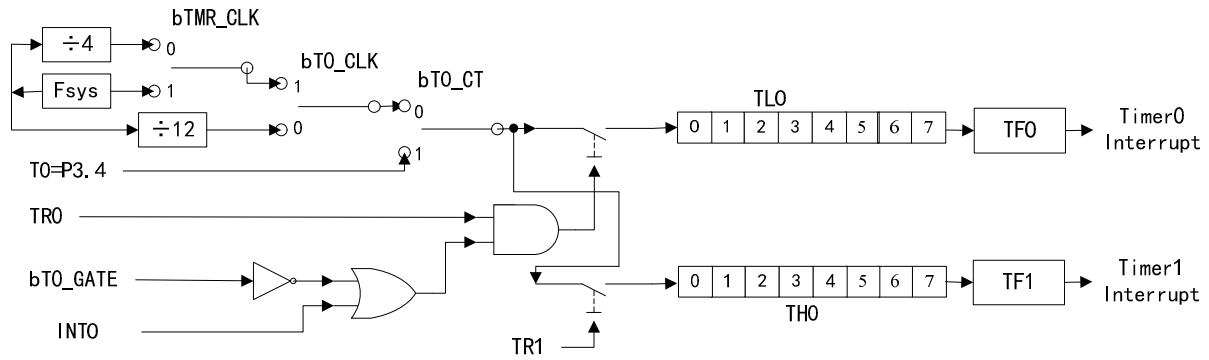 bTMR_CLK
÷4
0
bT0_CLK
bT0_CT
Fsys
1
1
0
TL0
÷12
0
0 1 2 3 4 5 6 7
TF0
Timer0
Interrupt
T0=P3.4
1
TR0
bT0_GATE
0 1 2 3 4 5 6 7
TF1
Timer1
Interrupt
INT0
TH0
TR1